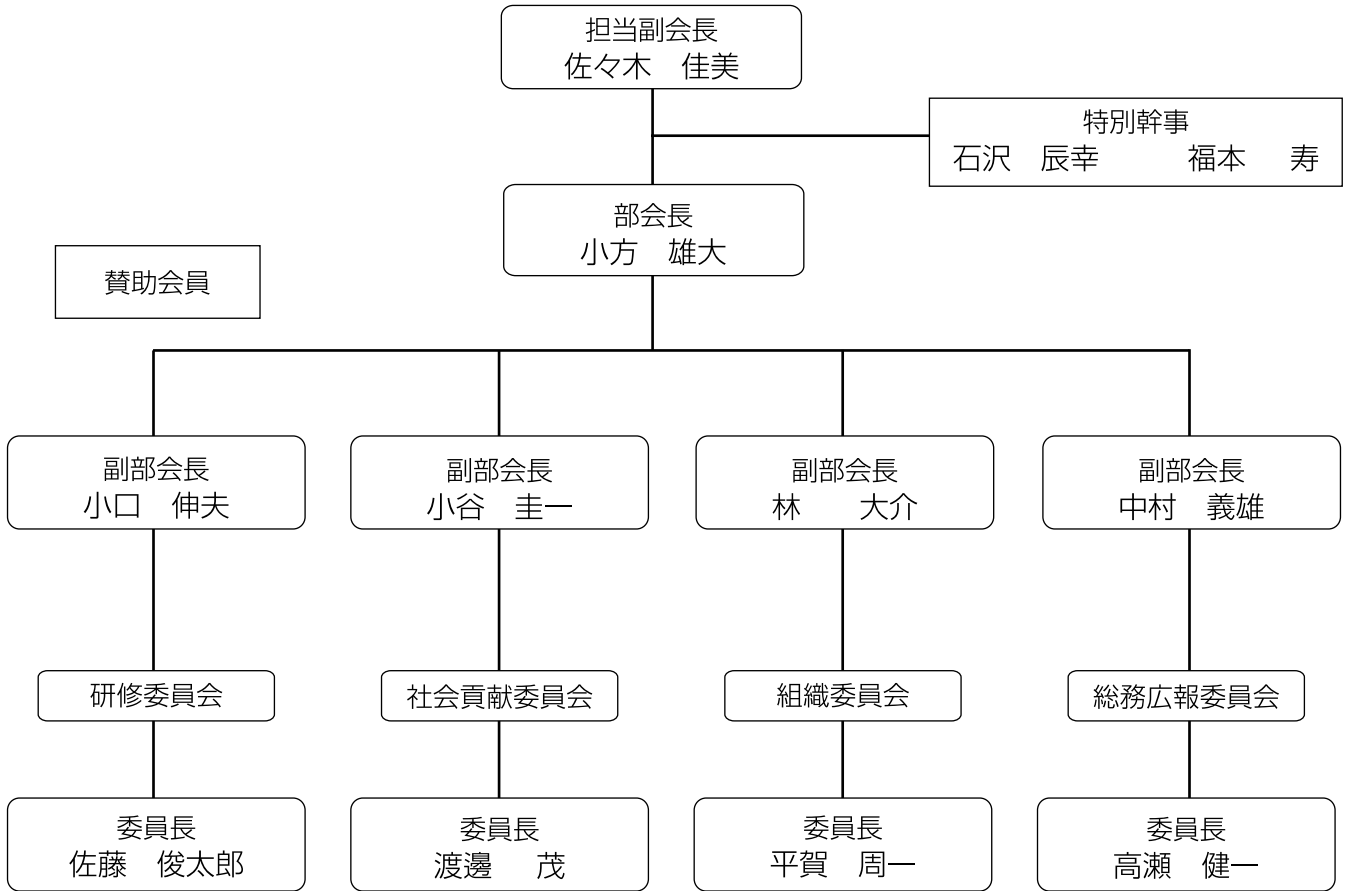 担当副会長
佐々木　佳美
特別幹事
石沢　辰幸　　　福本　寿
部会長
小方　雄大
賛助会員
副部会長
小口　伸夫
副部会長
小谷　圭一
副部会長
林　　大介
副部会長
中村　義雄
研修委員会
社会貢献委員会
組織委員会
総務広報委員会
委員長
佐藤　俊太郎
委員長
渡邊　茂
委員長
平賀　周一
委員長
高瀬　健一